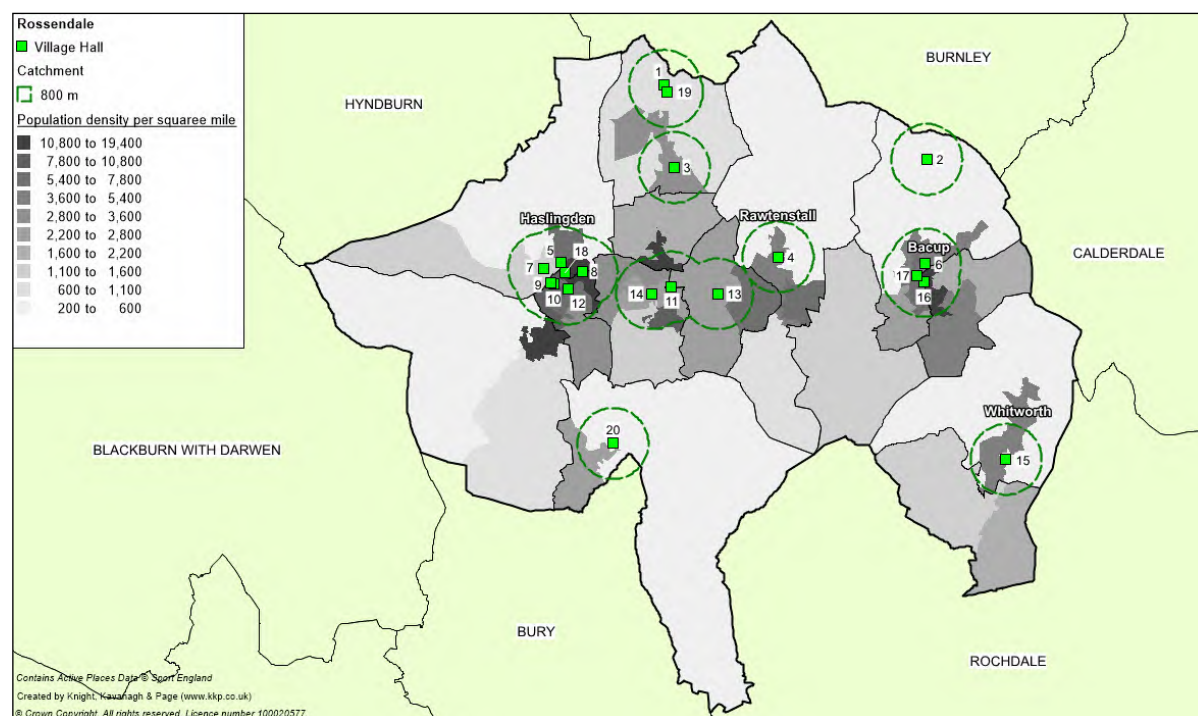 Rossendale
Village Hall
Catchment
800 m
Population density per squaree mile
10,800 to 19,400
7,800 to 10,800
5,400 to 7,800
3,600 to 5,400
2,800 to 3,600
2,200 to 2,800
1,600 to 2,200
1,100 to 1,600
600 to 1,100
200 to 600
BURNLEY
HYNDBURN
1
19
3
2
Haslingden
Rawtenstall
Bacup
CALDERDALE
5
18
7
8
9
10
12
14
11
13
4
6
17
16
Whitworth
15
20
BLACKBURN WITH DARWEN
BURY
ROCHDALE
Contains Active Places Data © Sport England
Created by Knight, Kavanagh & Page (www.kkp.co.uk)
© Crown Copyright. All rights reserved. Licence number 100020577